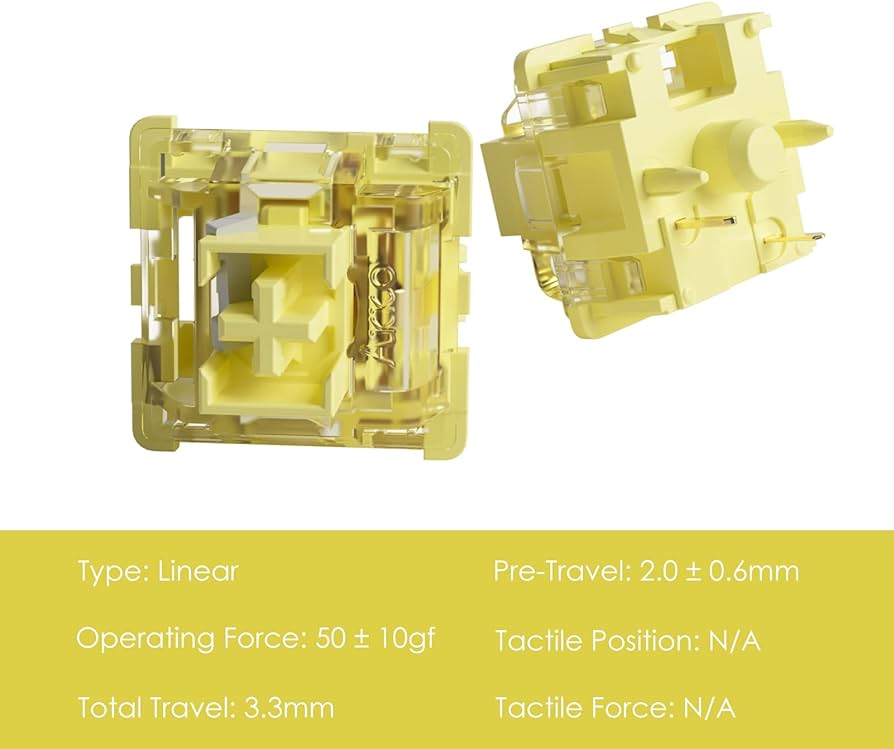 Akko
Type: Linear
Pre-Travel: 2.0 ± 0.6mm
Operating Force: 50 ± 10gf
Tactile Position: N/A
Total Travel: 3.3mm
Tactile Force: N/A